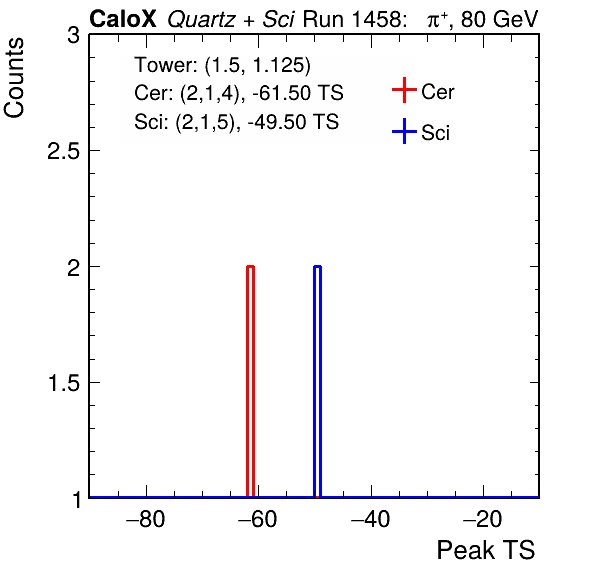 CaloX Quartz + Sci Run 1458: π⁺, 80 GeV
Counts
Tower: (1.5, 1.125)
Cer: (2,1,4), -61.50 TS
Sci: (2,1,5), -49.50 TS
Cer
Sci
3
2.5
2
1.5
1
−80 −60 −40 −20
Peak TS